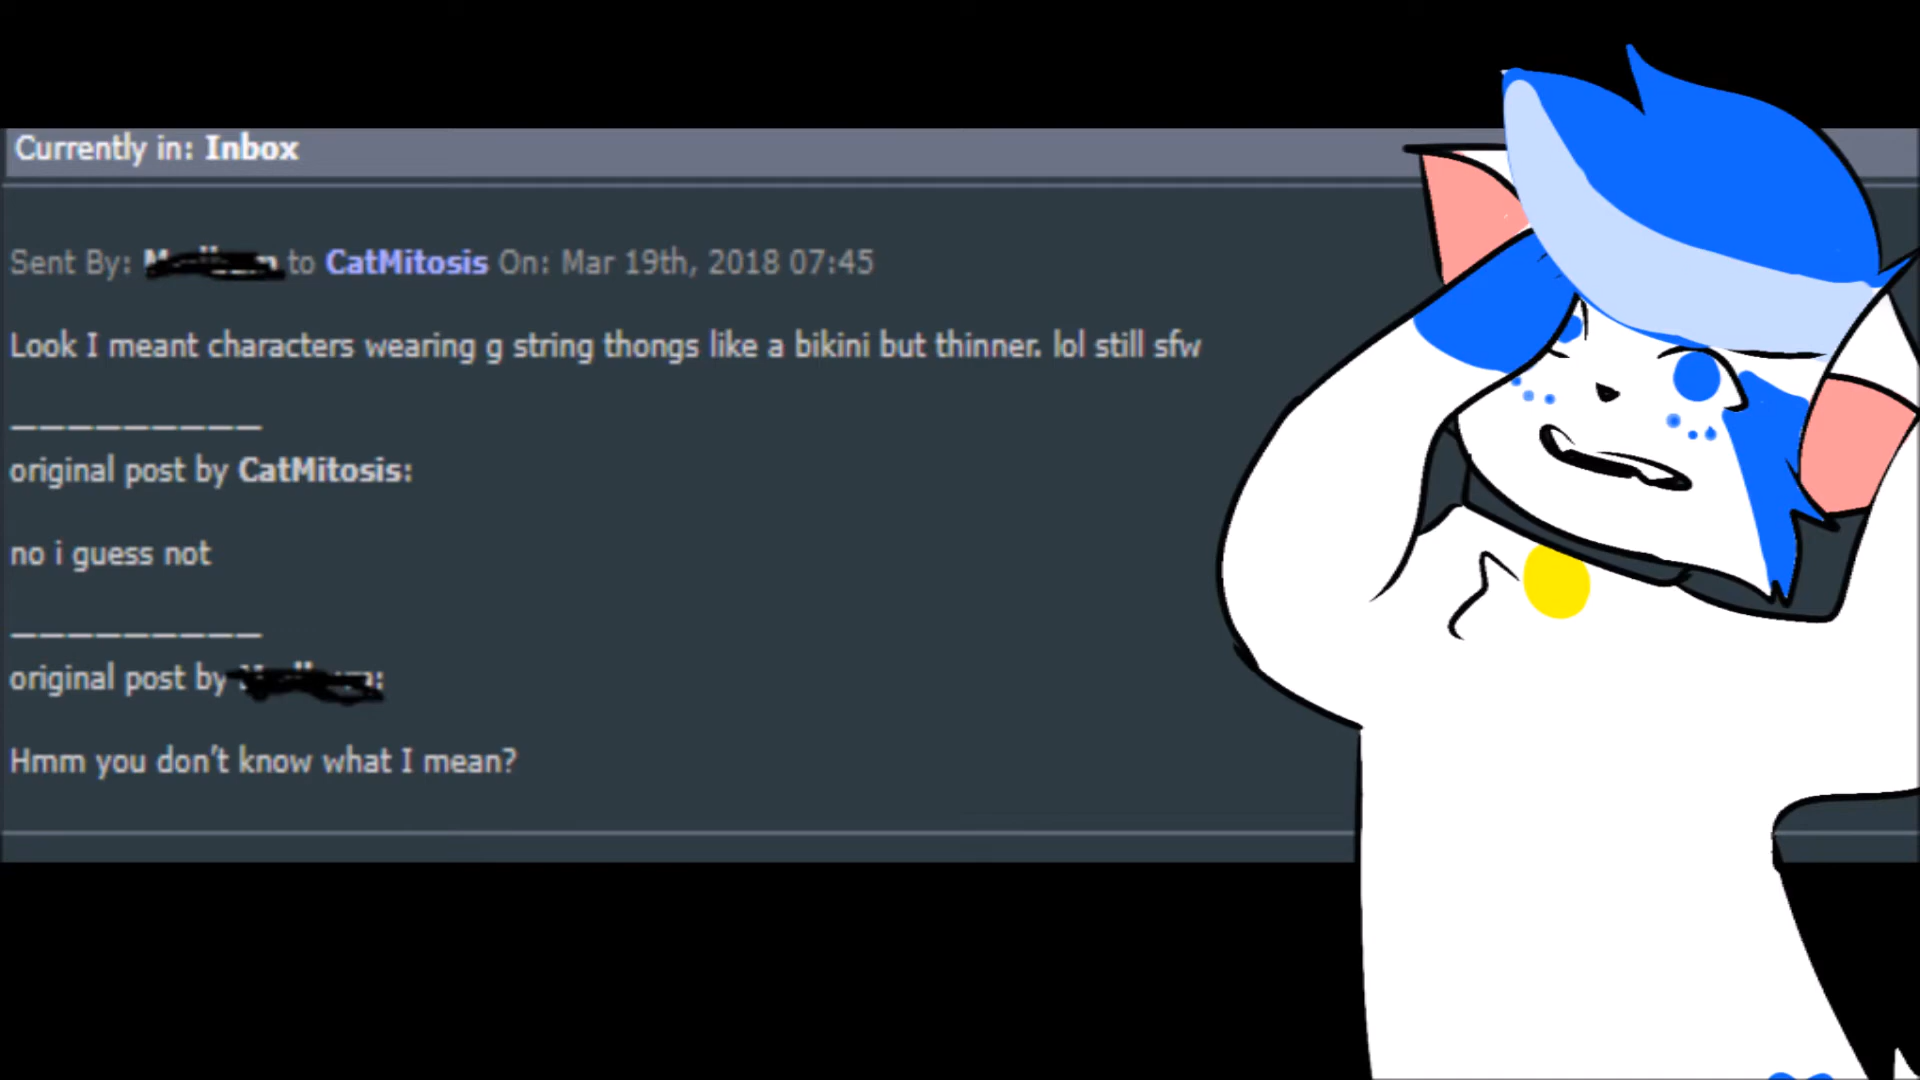 Currently in: Inbox
Sent By: to CatMitosis On: Mar 19th, 2018 07:45
Look I meant characters wearing g string thongs like a bikini but thinner. lol still sfw
_ _ _ _ _ _ _ _ _
original post by CatMitosis:
no i guess not
_ _ _ _ _ _ _ _ _
original post by
Hmm you don't know what I mean?